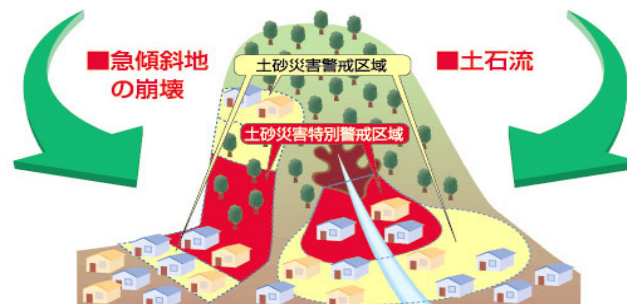 ■急傾斜地
の崩壊
土砂災害警戒区域
■土石流
土砂災害特別警戒区域